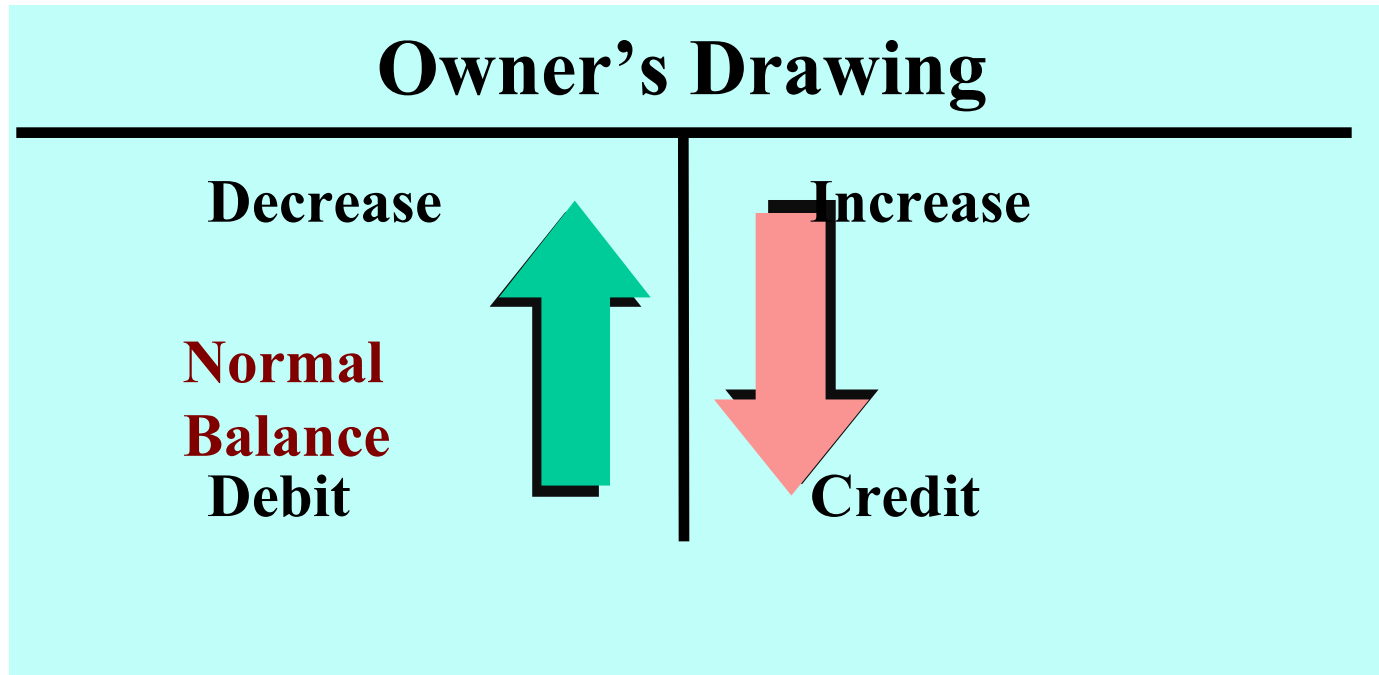 Owner’s Drawing
Decrease Increase
Normal
Balance
Debit Credit